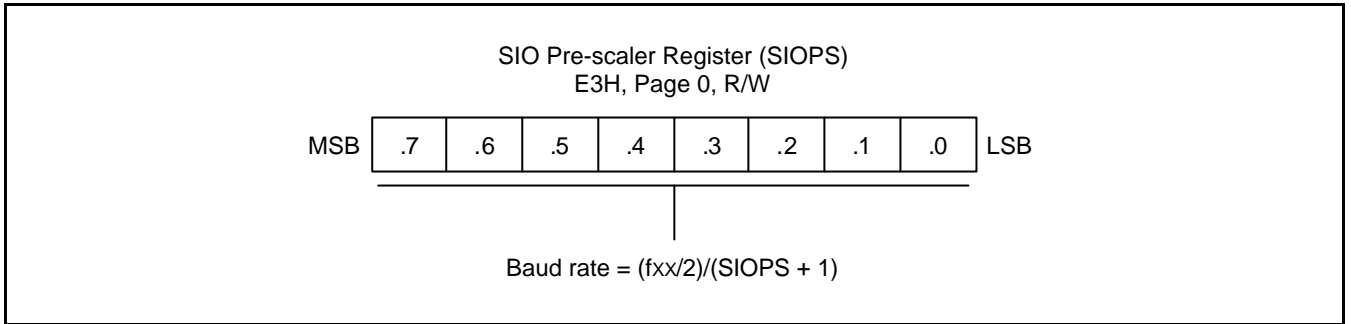 SIO Pre-scaler Register (SIOPS)
E3H, Page 0, R/W
MSB .7 .6 .5 .4 .3 .2 .1 .0 LSB
Baud rate = (fxx/2)/(SIOPS + 1)